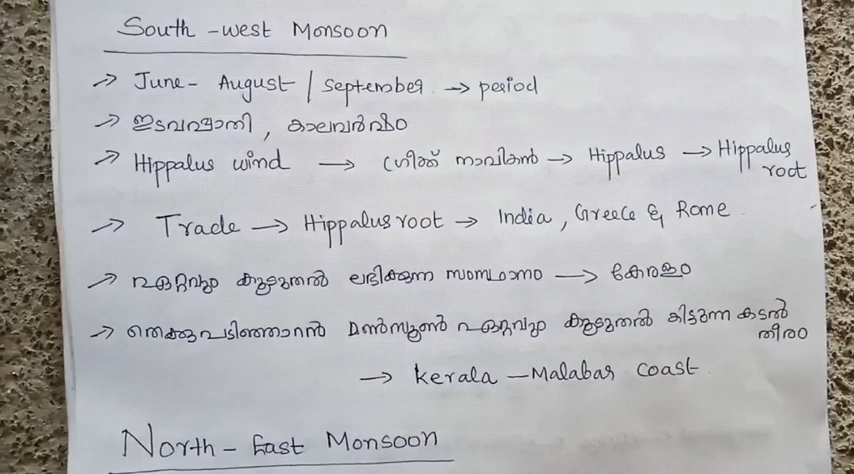 South - west Monsoon
→ June - August / September → period
→ ഇടവപ്പാതി, കാലവർഷം
→ Hippalus wind → ഗ്രീക്ക് നാവികൻ → Hippalus → Hippalus root
→ Trade → Hippalus root → India, Greece & Rome
→ ഏറ്റവും കൂടുതൽ ലഭിക്കുന്ന സംസ്ഥാനം → കേരളം
→ തെക്കുപടിഞ്ഞാറൻ മൺസൂൺ ഏറ്റവും കൂടുതൽ കിട്ടുന്ന കടൽ തീരം
→ Kerala - Malabar Coast
North - East Monsoon